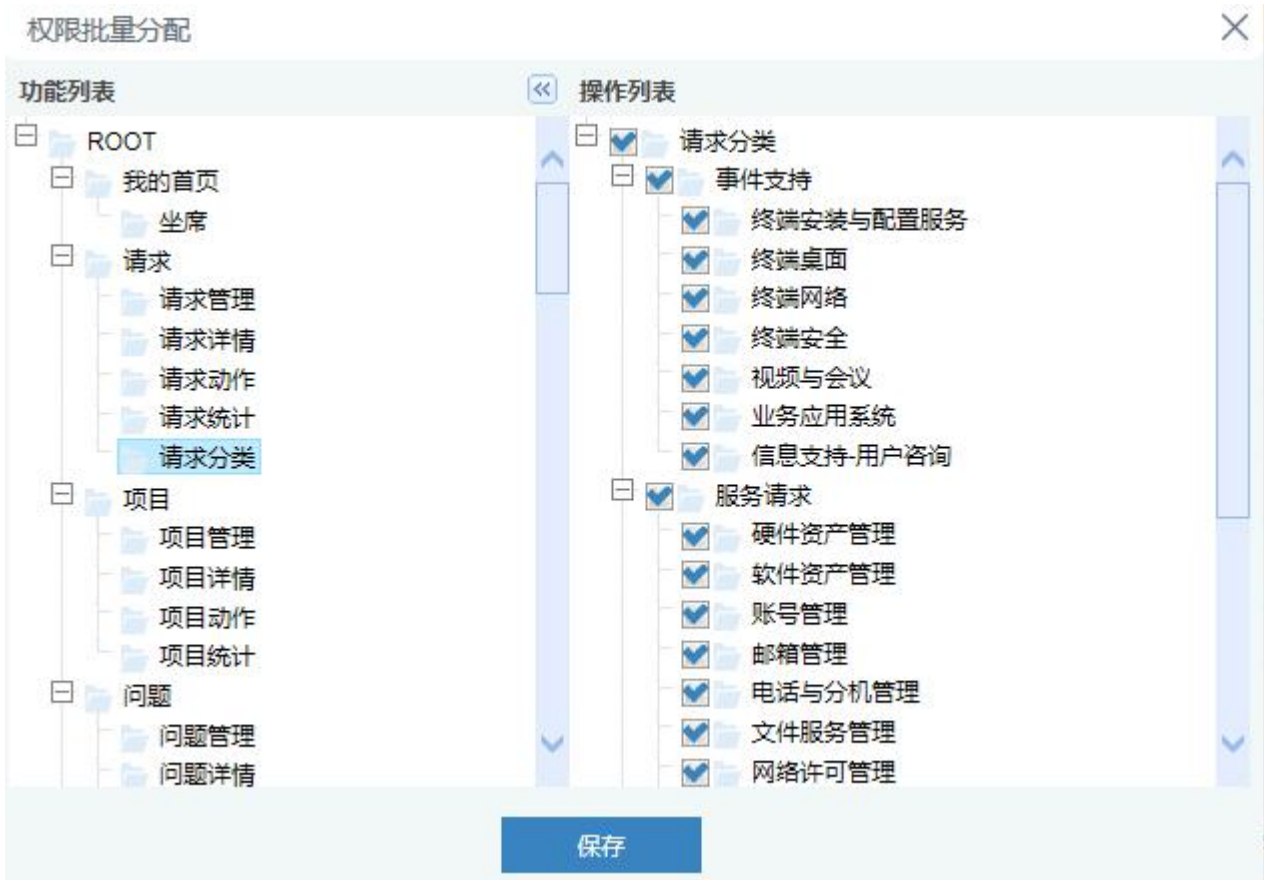 权限批量分配
功能列表
ROOT
我的首页
坐席
请求
请求管理
请求详情
请求动作
请求统计
请求分类
项目
项目管理
项目详情
项目动作
项目统计
问题
问题管理
问题详情
操作列表
请求分类
事件支持
终端安装与配置服务
终端桌面
终端网络
终端安全
视频与会议
业务应用系统
信息支持-用户咨询
服务请求
硬件资产管理
软件资产管理
账号管理
邮箱管理
电话与分机管理
文件服务管理
网络许可管理
保存